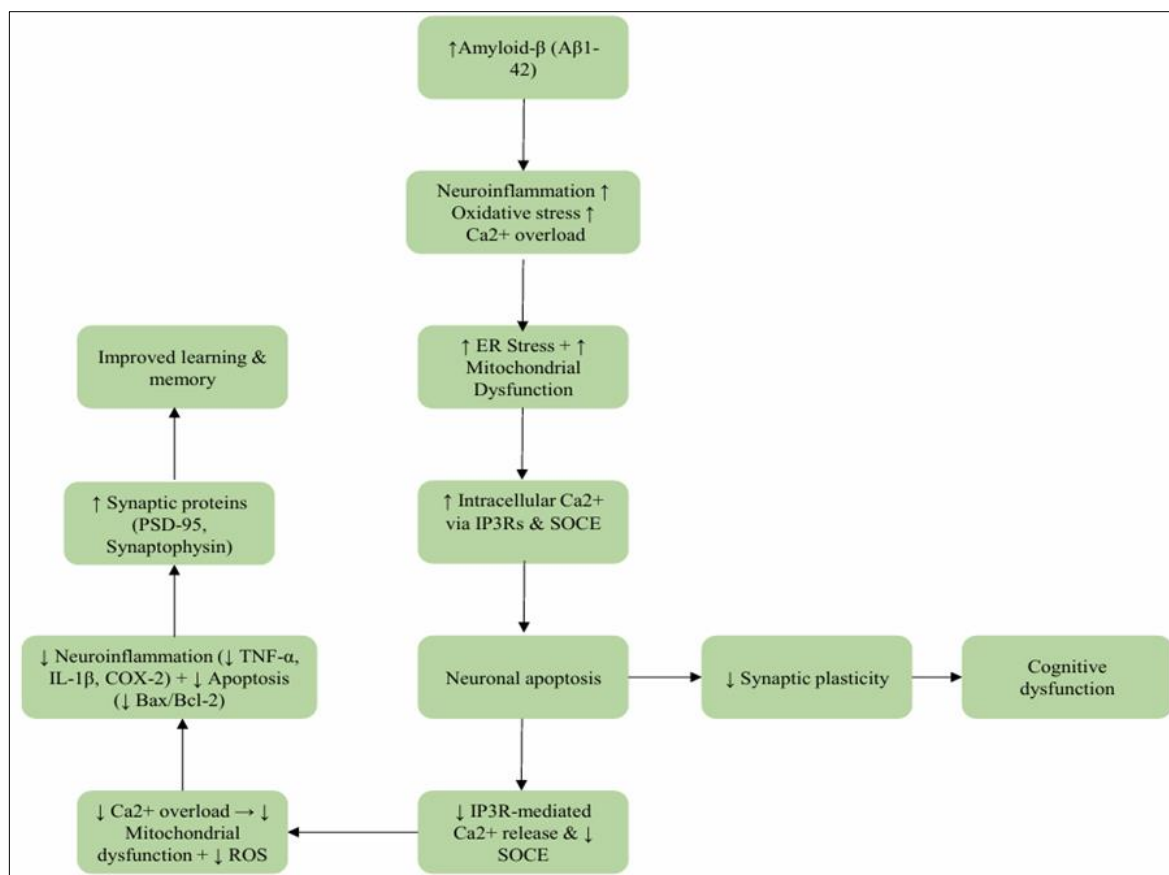 ↑Amyloid-β (Aβ1-
42)
Neuroinflammation ↑
Oxidative stress ↑
Ca2+ overload
↑ ER Stress + ↑
Mitochondrial
Dysfunction
↑ Intracellular Ca2+
via IP3Rs & SOCE
Neuronal apoptosis
↓ Synaptic plasticity
Cognitive
dysfunction
↓ IP3R-mediated
Ca2+ release & ↓
SOCE
↓ Ca2+ overload → ↓
Mitochondrial
dysfunction + ↓ ROS
↓ Neuroinflammation (↓ TNF-α,
IL-1β, COX-2) + ↓ Apoptosis
(↓ Bax/Bcl-2)
↑ Synaptic proteins
(PSD-95,
Synaptophysin)
Improved learning &
memory